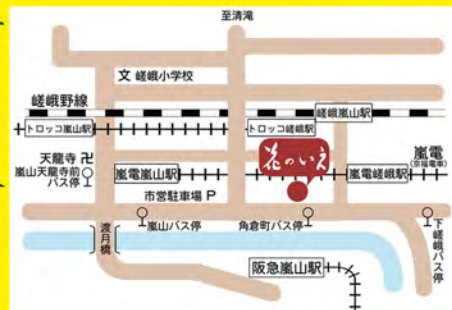 至清滝
文 嵯峨小学校
嵯峨野線
嵯峨嵐山駅
トロッコ嵐山駅
トロッコ嵯峨駅
花のいえ
天龍寺 卍
嵐山天龍寺前
バス停
嵐電嵐山駅
嵐電
(京福電車)
嵐電嵯峨駅
市営駐車場 P
嵐山バス停
角倉町バス停
下嵯峨バス停
渡月橋
阪急嵐山駅